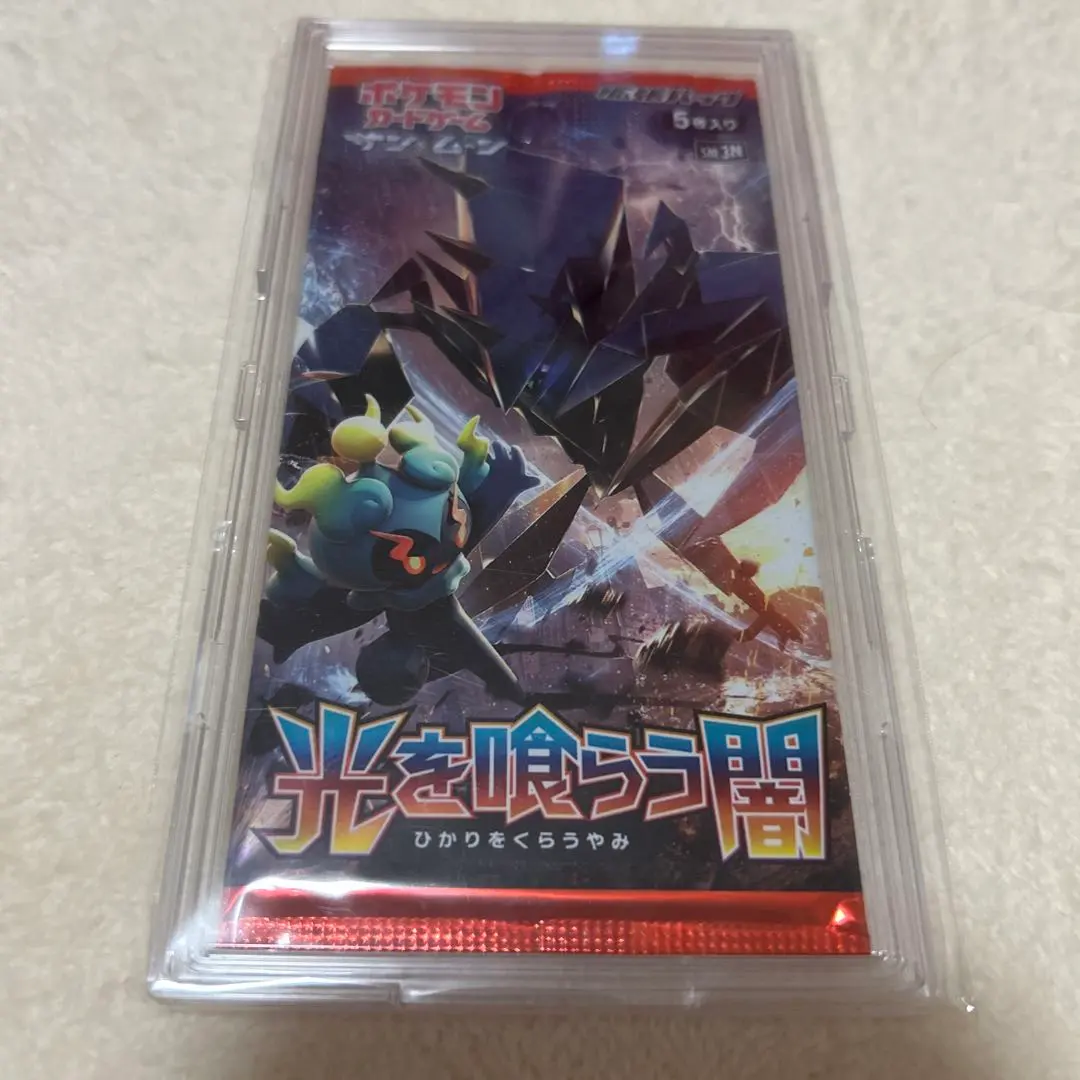 ポケモン
カードゲーム
サン・ムーン
拡張パック
5枚入り
SM3N
光を喰らう闇
ひかりをくらうやみ